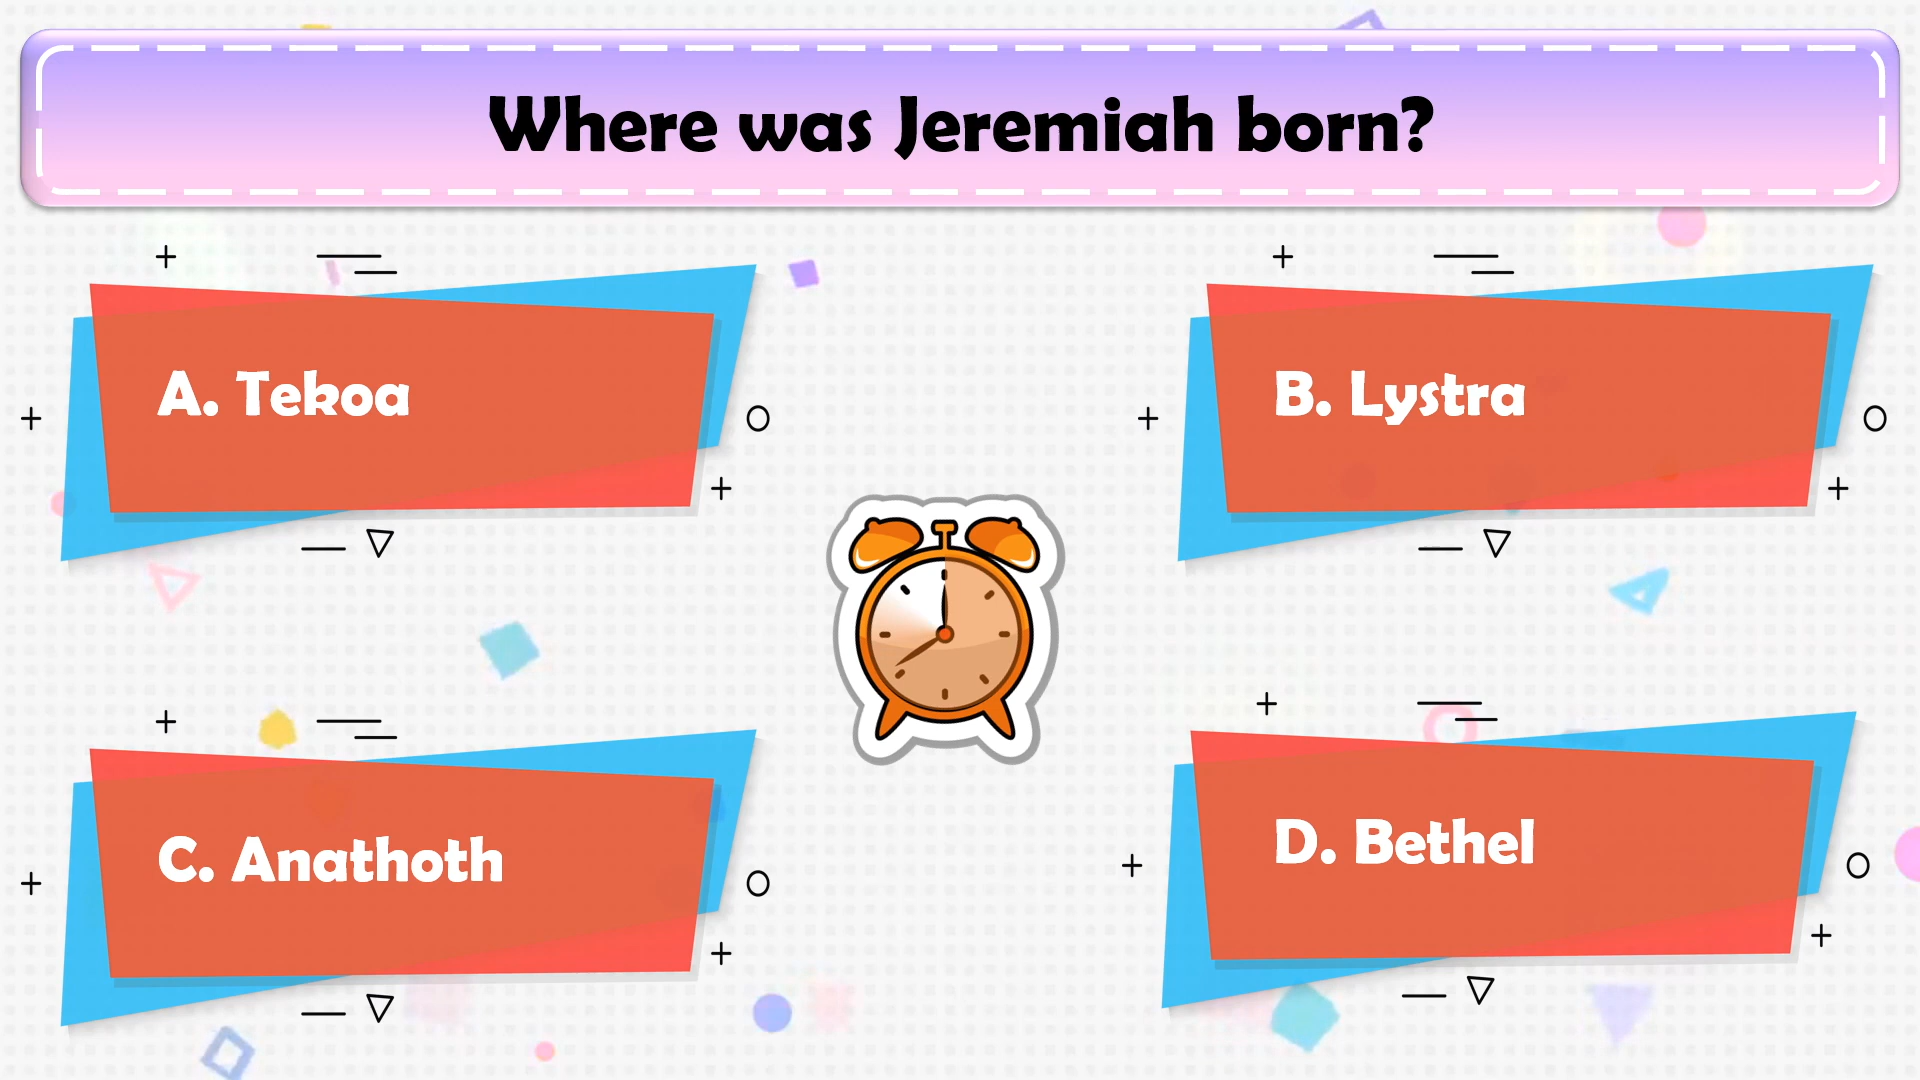 Where was Jeremiah born?
A. Tekoa
B. Lystra
C. Anathoth
D. Bethel